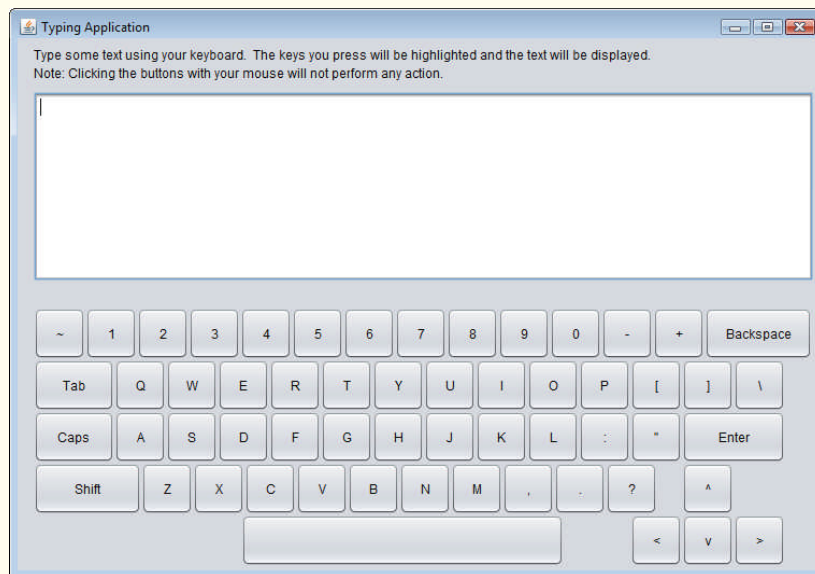 Typing Application
Type some text using your keyboard. The keys you press will be highlighted and the text will be displayed.
Note: Clicking the buttons with your mouse will not perform any action.
~ 1 2 3 4 5 6 7 8 9 0 - + Backspace
Tab Q W E R T Y U I O P [ ] \
Caps A S D F G H J K L : " Enter
Shift Z X C V B N M , . ? ^
< v >